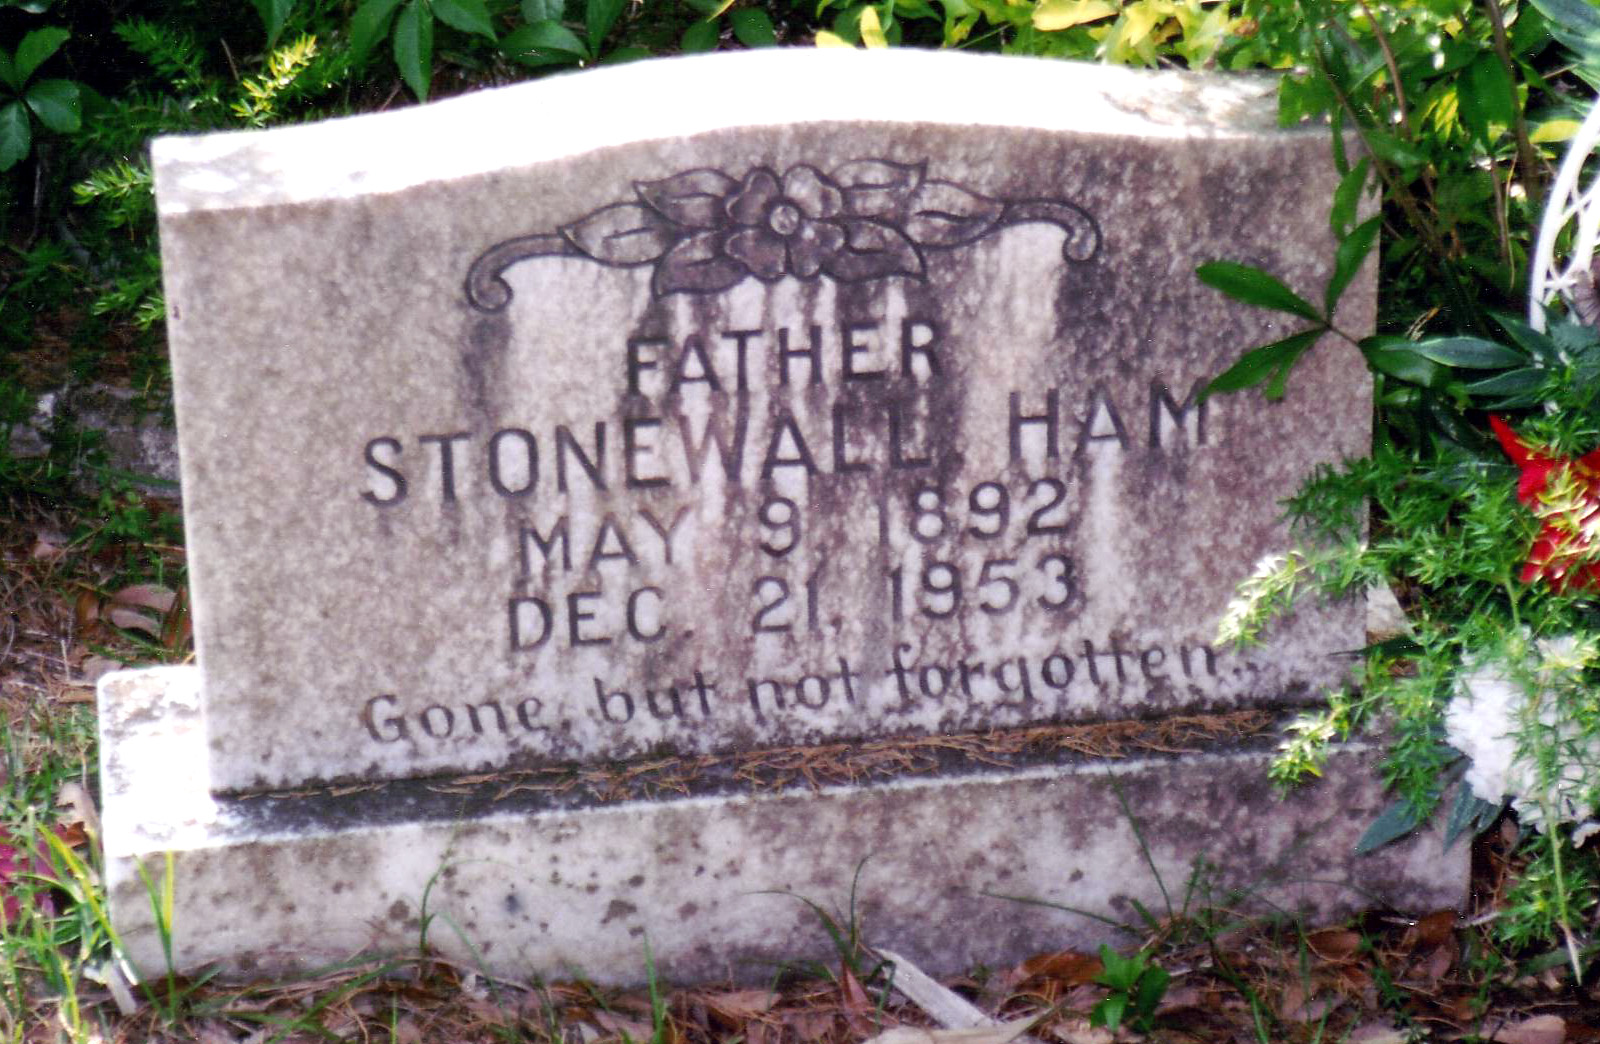 FATHER
STONEWALL HAM
MAY 9, 1892
DEC. 21, 1953
Gone, but not forgotten..